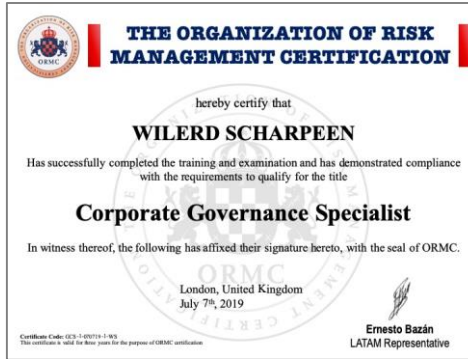 THE ORGANIZATION OF RISK
MANAGEMENT CERTIFICATION
ORMC
hereby certify that
WILERD SCHARPEEN
Has successfully completed the training and examination and has demonstrated compliance
with the requirements to qualify for the title
Corporate Governance Specialist
In witness thereof, the following has affixed their signature hereto, with the seal of ORMC.
ORMC
London, United Kingdom
July 7th, 2019
Ernesto Bazán
LATAM Representative
This certificate is valid for three years for the purpose of ORMC certification